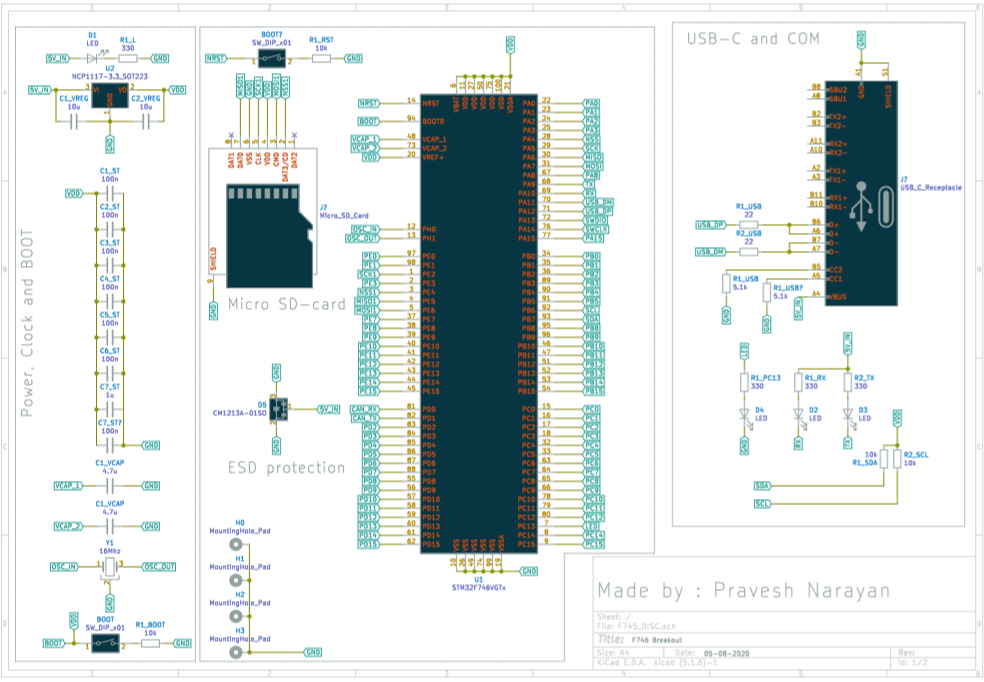 Power, Clock and BOOT
D1
LED
R1_L
330
5V_IN
GND
U2
NCP1117-3.3_SOT223
5V_IN
VI
VO
VDD
C1_VREG
10u
C2_VREG
10u
GND
C1_ST
100n
VDD
C2_ST
100n
C3_ST
100n
C4_ST
100n
C5_ST
100n
C6_ST
100n
C7_ST
1u
C7_ST?
100n
GND
C1_VCAP
4.7u
VCAP_1
GND
C1_VCAP
4.7u
VCAP_2
GND
Y1
16Mhz
OSC_IN
OSC_OUT
GND
VDD
BOOT
SW_DIP_x01
R1_BOOT
10k
BOOT
GND
BOOT?
SW_DIP_x01
R1_RST
10k
NRST
GND
MISO1
GND
SCK1
VDD
MOSI1
NSS1
DAT1
DAT0
VSS
CLK
VDD
CMD
DAT3/CD
DAT2
J?
Micro_SD_Card
SHIELD
GND
Micro SD-card
GND
D5
CM1213A-01SO
5V_IN
GND
ESD protection
H0
MountingHole_Pad
H1
MountingHole_Pad
H2
MountingHole_Pad
H3
MountingHole_Pad
GND
VDD
NRST 14 NRST
BOOT 94 BOOT0
VCAP_1 48 VCAP_1
VCAP_2 73 VCAP_2
VDD 20 VREF+
OSC_IN 12 PH0
OSC_OUT 13 PH1
PE0 97 PE0
PE1 98 PE1
SCK1 1 PE2
PE3 2 PE3
NSS1 3 PE4
MISO1 4 PE5
MOSI1 5 PE6
PE7 37 PE7
PE8 38 PE8
PE9 39 PE9
PE10 40 PE10
PE11 41 PE11
PE12 42 PE12
PE13 43 PE13
PE14 44 PE14
PE15 45 PE15
CAN_RX 81 PD0
CAN_TX 82 PD1
PD2 83 PD2
PD3 84 PD3
PD4 85 PD4
PD5 86 PD5
PD6 87 PD6
PD7 88 PD7
PD8 55 PD8
PD9 56 PD9
PD10 57 PD10
PD11 58 PD11
PD12 59 PD12
PD13 60 PD13
PD14 61 PD14
PD15 62 PD15
PA0 22 PA0
PA1 23 PA1
PA2 24 PA2
PA3 25 PA3
PA4 28
PA5 29
PA6 30 MISO
PA7 31 MOSI
PA8 67 PA8
PA9 68 TX
PA10 69 RX
PA11 70 USB_DM
PA12 71 USB_DP
PA13 72 SWDIO
PA14 76 SWCLK
PA15 77 PA15
PB0 34 PB0
PB1 35 PB1
PB2 36 PB2
PB3 89 PB3
PB4 90 PB4
PB5 91 PB5
PB6 92 SCL
PB7 93 SDA
PB8 95 PB8
PB9 96 PB9
PB10 46 PB10
PB11 47 PB11
PB12 51 PB12
PB13 52 PB13
PB14 53 PB14
PB15 54 PB15
PC0 15 PC0
PC1 16 PC1
PC2 17 PC2
PC3 18 PC3
PC4 32 PC4
PC5 33 PC5
PC6 63 PC6
PC7 64 PC7
PC8 65 PC8
PC9 66 PC9
PC10 78 PC10
PC11 79 PC11
PC12 80 PC12
PC13 7 LED
PC14 8 PC14
PC15 9 PC15
GND
U1
STM32F746VGTx
USB-C and COM
GND
A1
S1
GND
SHIELD
B8 SBU2
A8 SBU1
B2 TX2+
B3 TX2-
A11 RX2+
A10 RX2-
A2 TX1+
A3 TX1-
B11 RX1+
B10 RX1-
B6 D+
A6 D+
B7 D-
A7 D-
B5 CC2
A5 CC1
A4 VBUS
J?
USB_C_Receptacle
R1_USB
22
USB_DP
R2_USB
22
USB_DM
R1_USB
5.1k
GND
R1_USB?
5.1k
GND
5V_IN
LED
5V_IN
R1_PC13
330
R1_RX
330
R2_TX
330
D4
LED
D2
LED
D3
LED
GND
RX
TX
VDD
10k
R1_SDA
R2_SCL
10k
SDA
SCL
Made by : Pravesh Narayan
Sheet: /
File: F745_DISC.sch
Title: F746 Breakout
Size: A4
Date: 05-08-2020
Rev:
KiCad E.D.A. kicad (5.1.6)-1
Id: 1/2